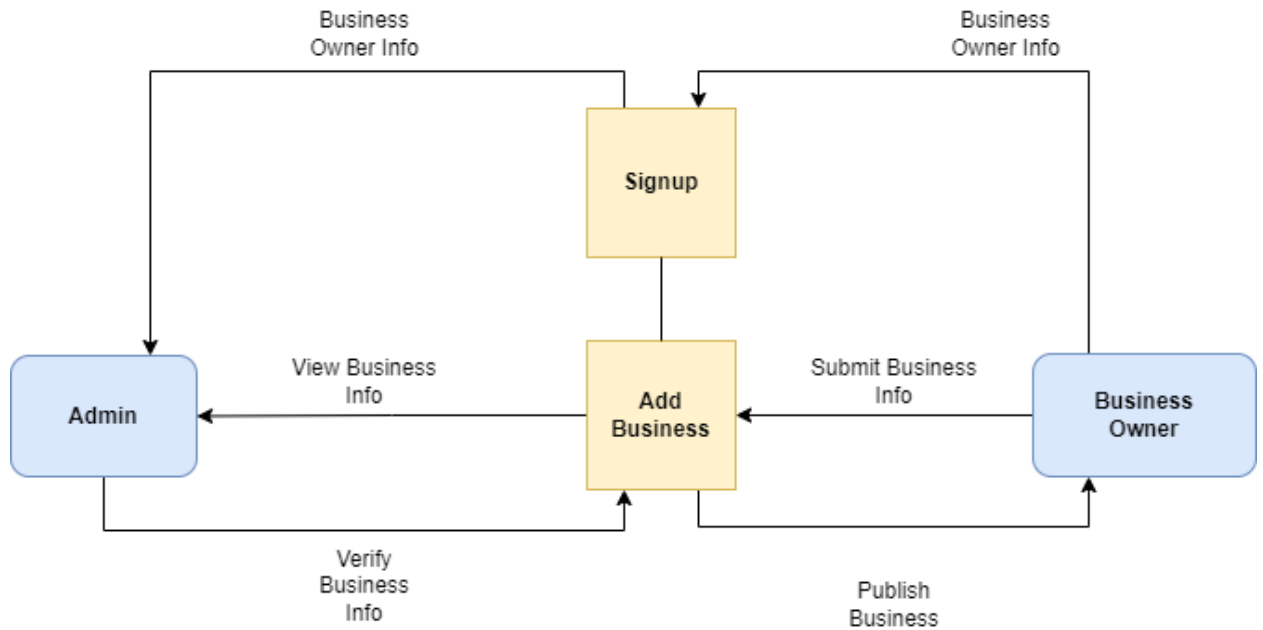 Business
Owner Info
Business
Owner Info
Signup
View Business
Info
Submit Business
Info
Admin
Add
Business
Business
Owner
Verify
Business
Info
Publish
Business